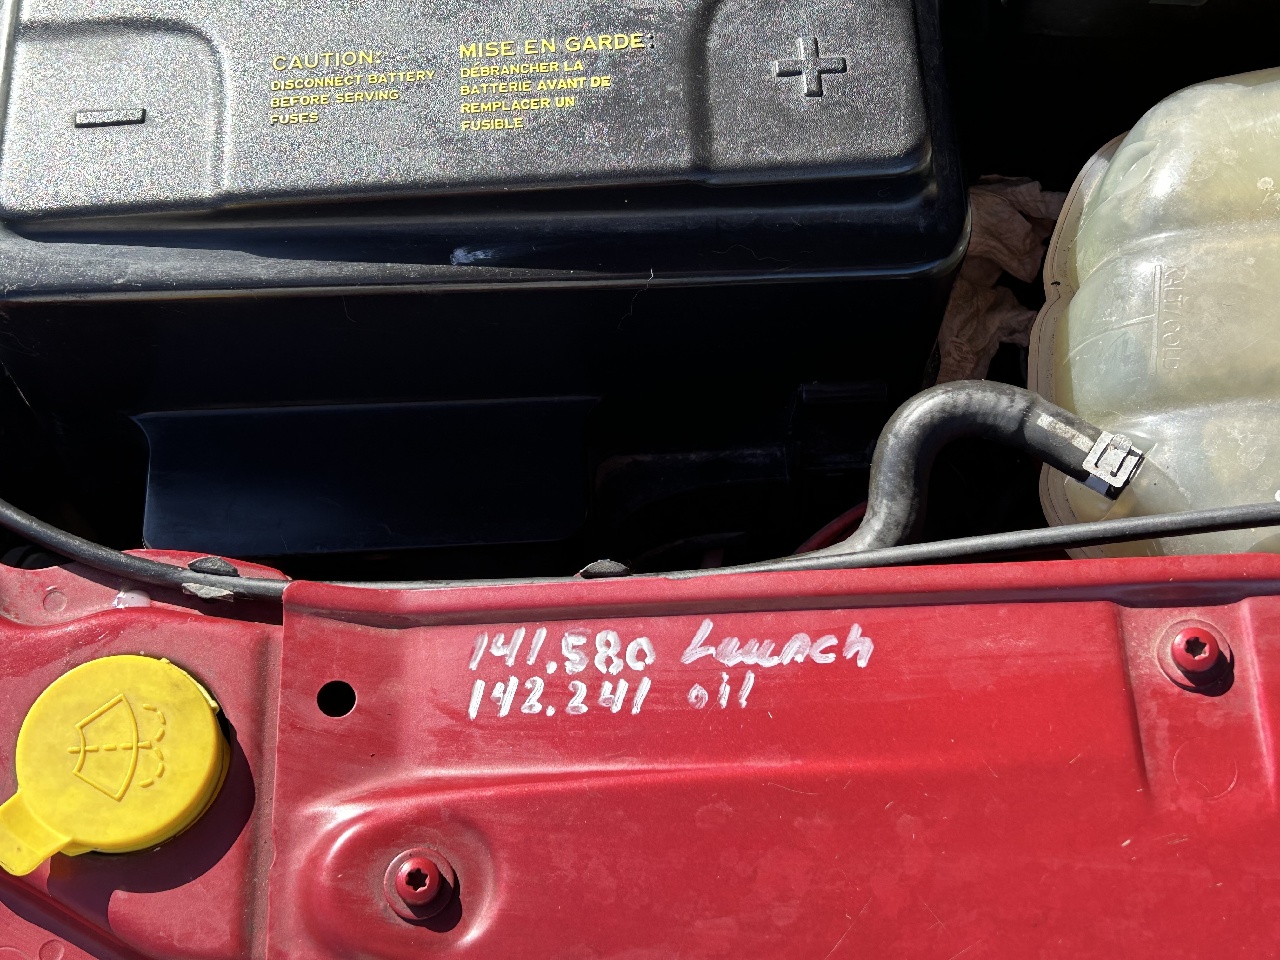 CAUTION:
DISCONNECT BATTERY
BEFORE SERVING
FUSES
MISE EN GARDE:
DÉBRANCHER LA
BATTERIE AVANT DE
REMPLACER UN
FUSIBLE
141.580 Launch
142.241 oil